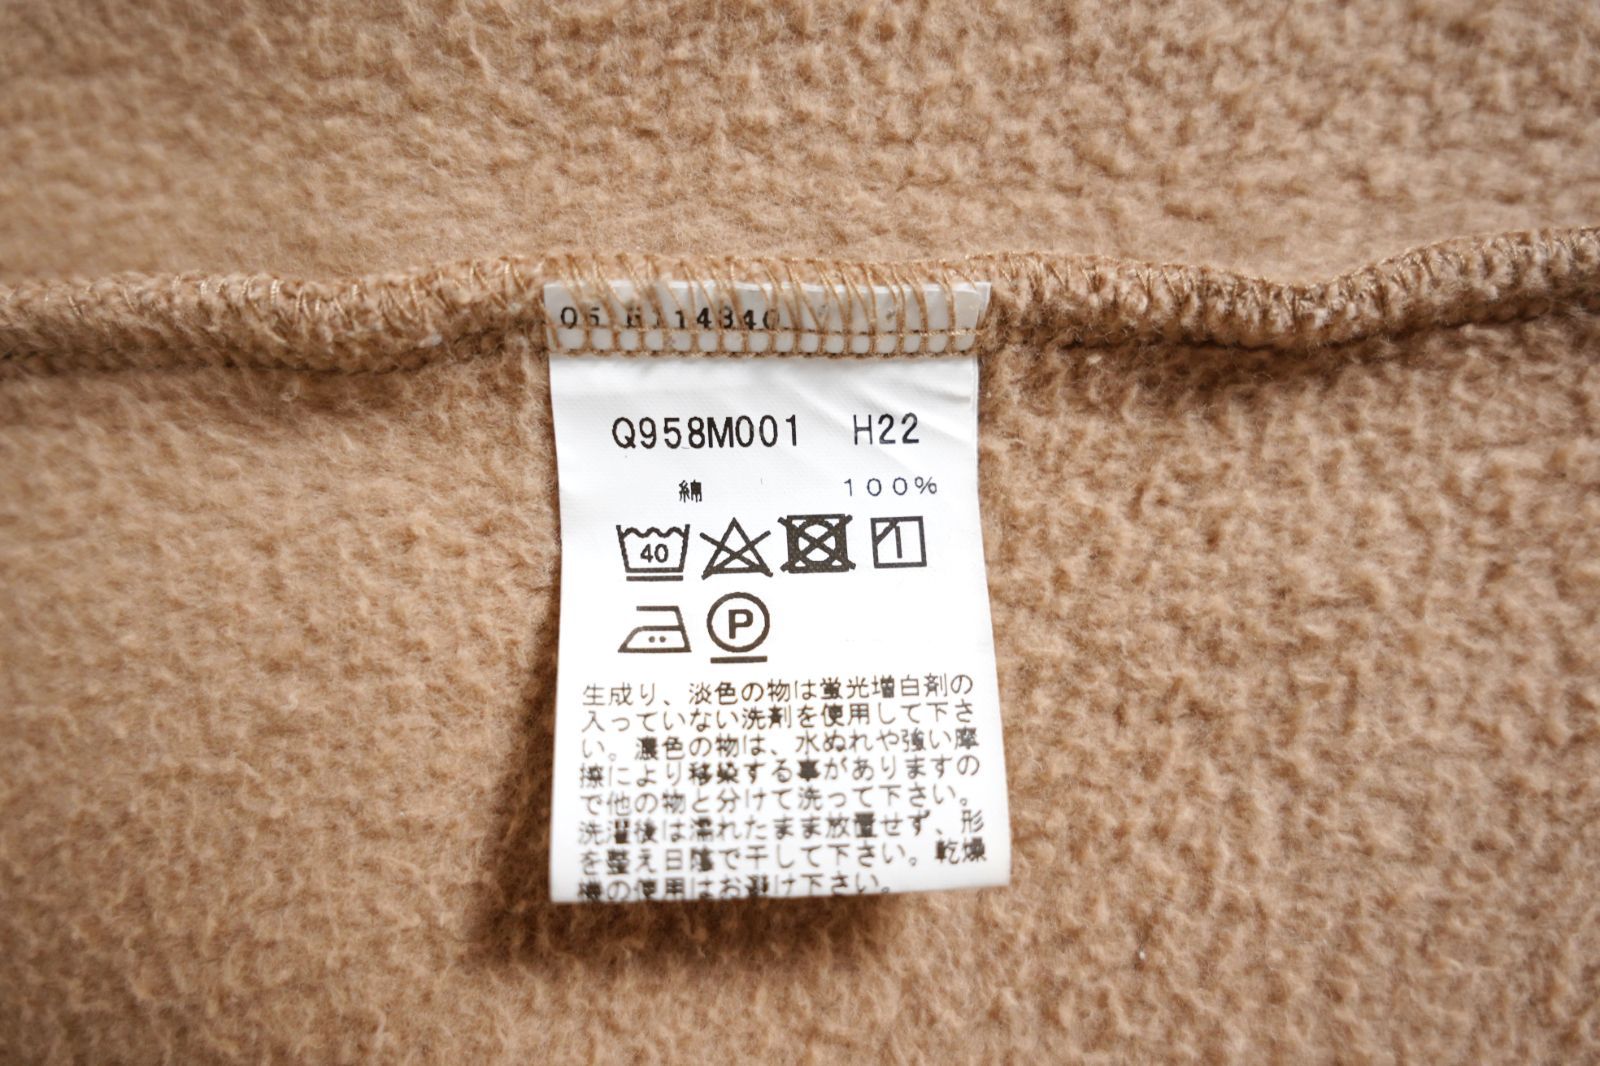 Q958M001 H22
綿 100%
40
P
生成り、淡色の物は蛍光増白剤の
入っていない洗剤を使用して下さ
い。濃色の物は、水ぬれや強い摩
擦により移染する事がありますの
で他の物と分けて洗って下さい。
洗濯後は濡れたまま放置せず、形
を整え日陰で干して下さい。乾燥
機の使用はお避け下さい。